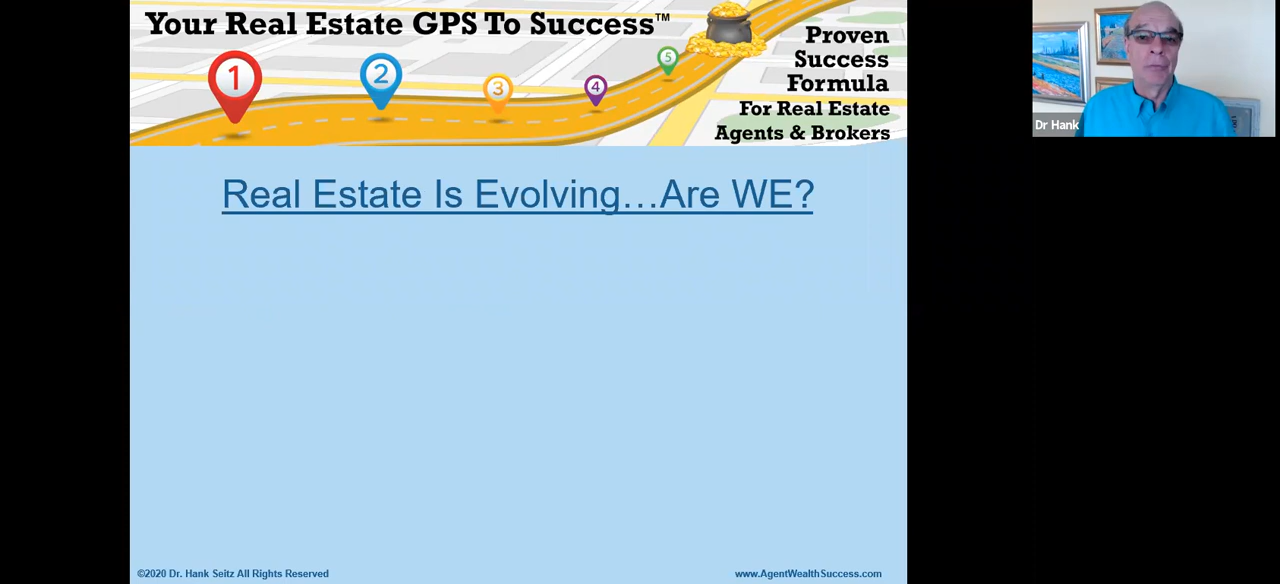 Your Real Estate GPS To Success™
Proven
Success
Formula
For Real Estate
Agents & Brokers
1
2
3
4
5
Dr Hank
Real Estate Is Evolving…Are WE?
©2020 Dr. Hank Seitz All Rights Reserved
www.AgentWealthSuccess.com